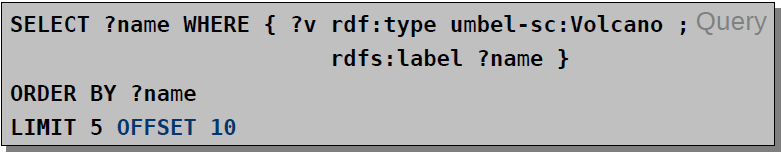 SELECT ?name WHERE { ?v rdf:type umbel-sc:Volcano ; Query
rdfs:label ?name }
ORDER BY ?name
LIMIT 5 OFFSET 10